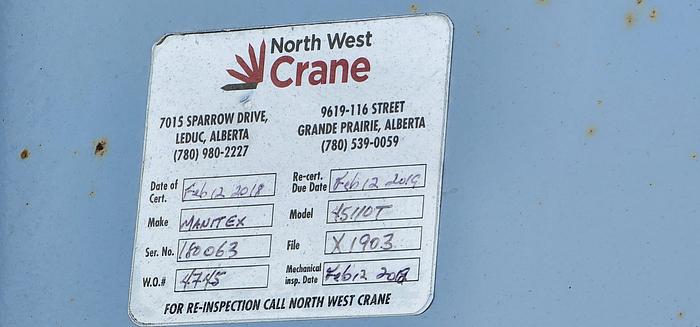 North West
Crane
7015 SPARROW DRIVE,
LEDUC, ALBERTA
(780) 980-2227
9619-116 STREET
GRANDE PRAIRIE, ALBERTA
(780) 539-0059
Date of Cert. Feb 12 2018
Re-cert. Due Date Feb 12 2019
Make MANITEX
Model 45110T
Ser. No. 180063
File X1903
W.O.# 4745
Mechanical insp. Date Feb 12 2018
FOR RE-INSPECTION CALL NORTH WEST CRANE